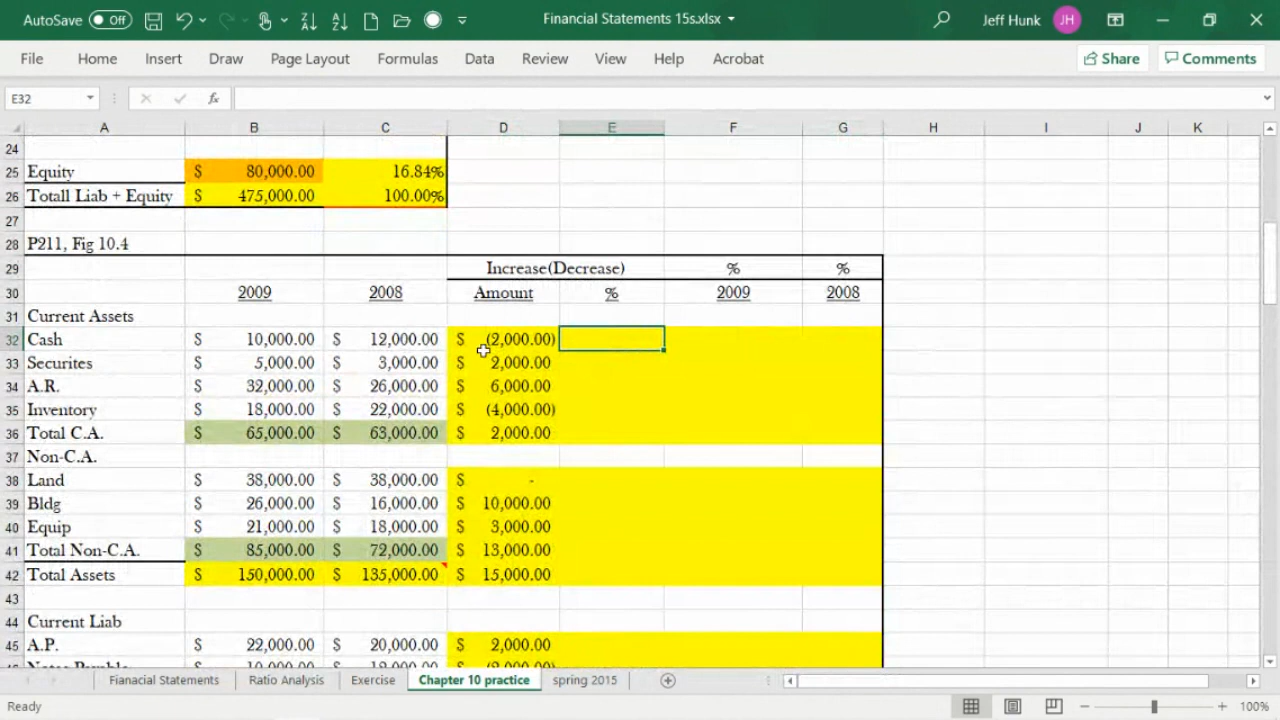 AutoSave Off Financial Statements 15s.xlsx Jeff Hunk JH
File Home Insert Draw Page Layout Formulas Data Review View Help Acrobat Share Comments
E32 fx
A B C D E F G H I J K
24
25 Equity $ 80,000.00 16.84%
26 Totall Liab + Equity $ 475,000.00 100.00%
27
28 P211, Fig 10.4
29 Increase(Decrease) % %
30 2009 2008 Amount % 2009 2008
31 Current Assets
32 Cash $ 10,000.00 $ 12,000.00 $ (2,000.00)
33 Securites $ 5,000.00 $ 3,000.00 $ 2,000.00
34 A.R. $ 32,000.00 $ 26,000.00 $ 6,000.00
35 Inventory $ 18,000.00 $ 22,000.00 $ (4,000.00)
36 Total C.A. $ 65,000.00 $ 63,000.00 $ 2,000.00
37 Non-C.A.
38 Land $ 38,000.00 $ 38,000.00 $ -
39 Bldg $ 26,000.00 $ 16,000.00 $ 10,000.00
40 Equip $ 21,000.00 $ 18,000.00 $ 3,000.00
41 Total Non-C.A. $ 85,000.00 $ 72,000.00 $ 13,000.00
42 Total Assets $ 150,000.00 $ 135,000.00 $ 15,000.00
43
44 Current Liab
45 A.P. $ 22,000.00 $ 20,000.00 $ 2,000.00
Fianacial Statements Ratio Analysis Exercise Chapter 10 practice spring 2015
Ready 100%